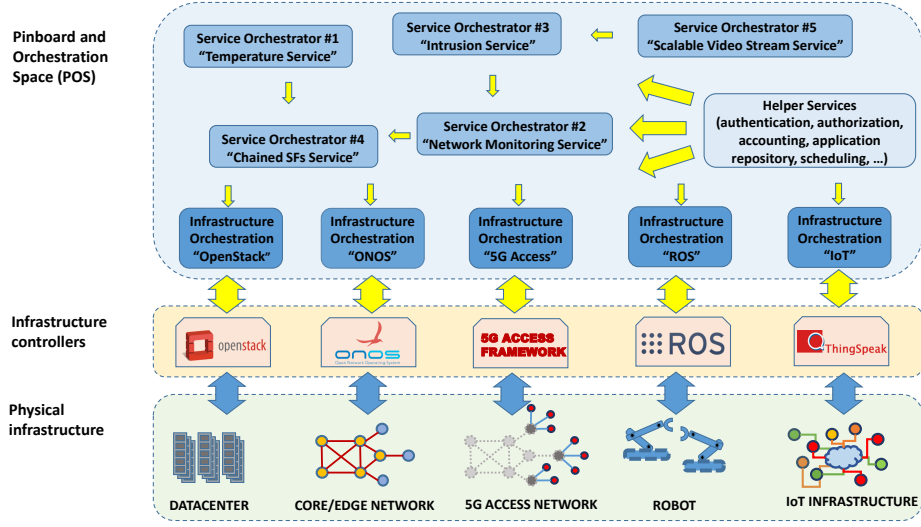 Pinboard and
Orchestration
Space (POS)
Service Orchestrator #1
“Temperature Service”
Service Orchestrator #3
“Intrusion Service”
Service Orchestrator #5
“Scalable Video Stream Service”
Helper Services
(authentication, authorization,
accounting, application
repository, scheduling, ...)
Service Orchestrator #4
“Chained SFs Service”
Service Orchestrator #2
“Network Monitoring Service”
Infrastructure
Orchestration
“OpenStack”
Infrastructure
Orchestration
“ONOS”
Infrastructure
Orchestration
“5G Access”
Infrastructure
Orchestration
“ROS”
Infrastructure
Orchestration
“IoT”
Infrastructure
controllers
openstack
onos
Open Network Operating System
5G ACCESS
FRAMEWORK
ROS
ThingSpeak
Physical
infrastructure
DATACENTER
CORE/EDGE NETWORK
5G ACCESS NETWORK
ROBOT
IoT INFRASTRUCTURE